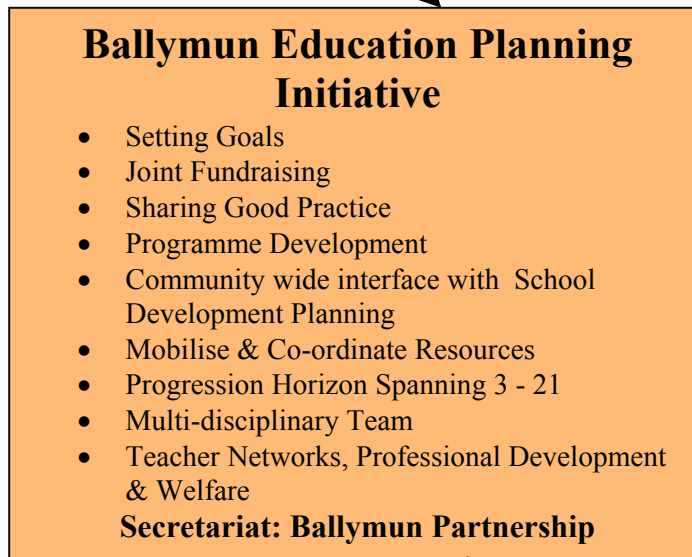 Ballymun Education Planning
Initiative
• Setting Goals
• Joint Fundraising
• Sharing Good Practice
• Programme Development
• Community wide interface with School
Development Planning
• Mobilise & Co-ordinate Resources
• Progression Horizon Spanning 3 - 21
• Multi-disciplinary Team
• Teacher Networks, Professional Development
& Welfare
Secretariat: Ballymun Partnership